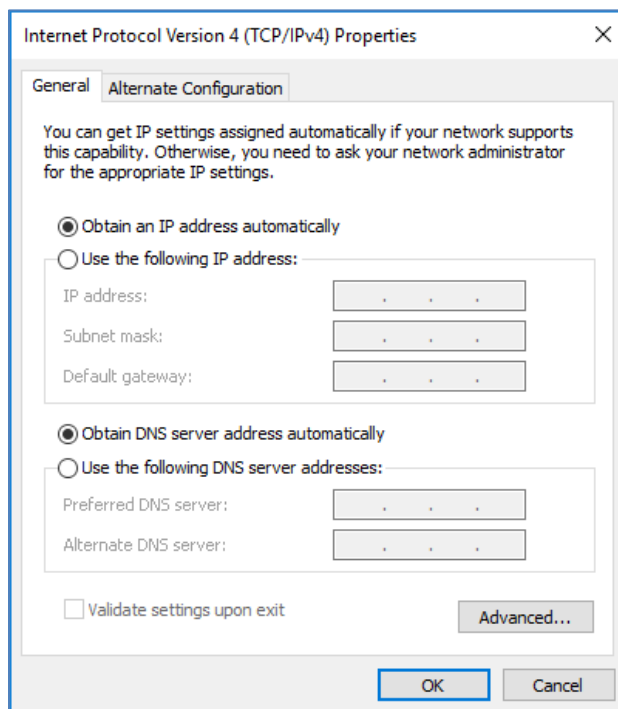 Internet Protocol Version 4 (TCP/IPv4) Properties
General
Alternate Configuration
You can get IP settings assigned automatically if your network supports
this capability. Otherwise, you need to ask your network administrator
for the appropriate IP settings.
Obtain an IP address automatically
Use the following IP address:
IP address:
Subnet mask:
Default gateway:
Obtain DNS server address automatically
Use the following DNS server addresses:
Preferred DNS server:
Alternate DNS server:
Validate settings upon exit
Advanced...
OK
Cancel